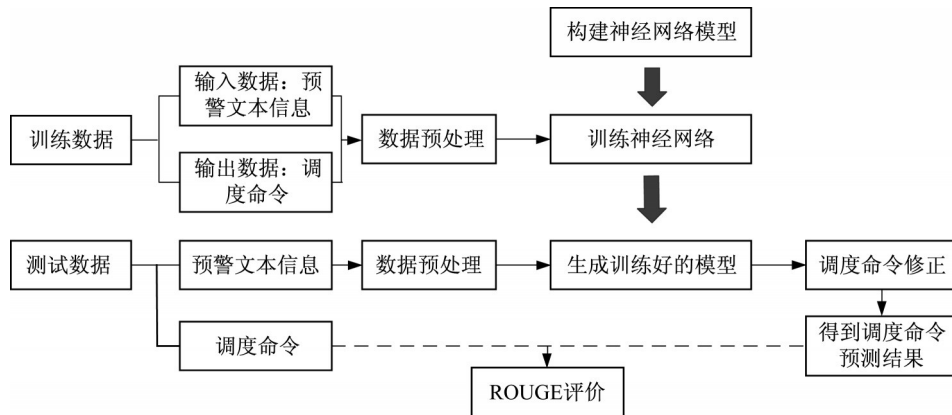 构建神经网络模型
输入数据：预
警文本信息
训练数据
数据预处理
训练神经网络
输出数据：调
度命令
测试数据
预警文本信息
数据预处理
生成训练好的模型
调度命令修正
调度命令
得到调度命令
预测结果
ROUGE评价